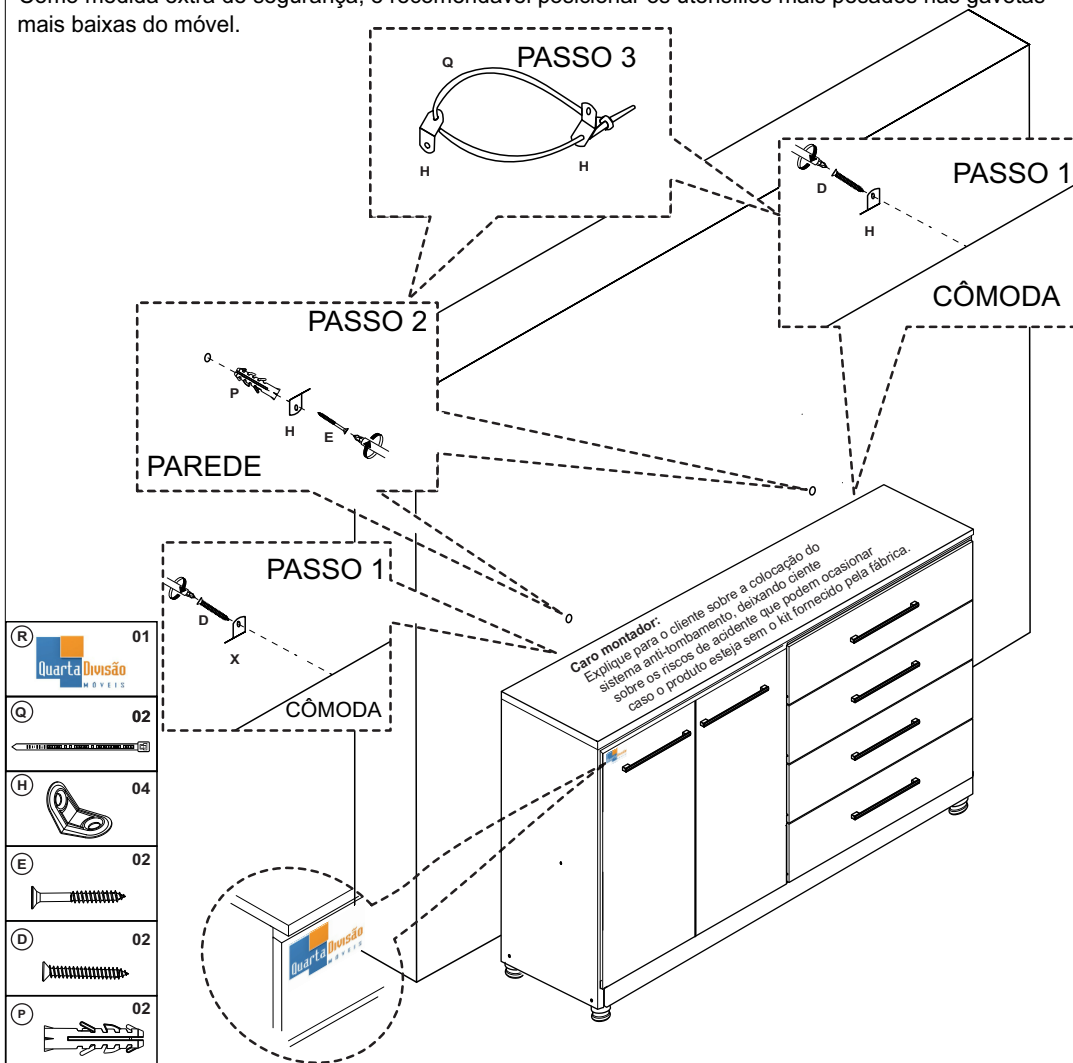 Como medida extra de segurança, é recomendável posicionar os utensílios mais pesados nas gavetas
mais baixas do móvel.
PASSO 3
Q
H
H
PASSO 1
D
H
CÔMODA
PASSO 2
P
H
E
PAREDE
PASSO 1
D
X
CÔMODA
Caro montador:
Explique para o cliente sobre a colocação do
sistema anti-tombamento, deixando ciente
sobre os riscos de acidente que podem ocasionar
caso o produto esteja sem o kit fornecido pela fábrica.
R
01
Quarta Divisão
MÓVEIS
Q
02
H
04
E
02
D
02
P
02
Quarta Divisão
MÓVEIS